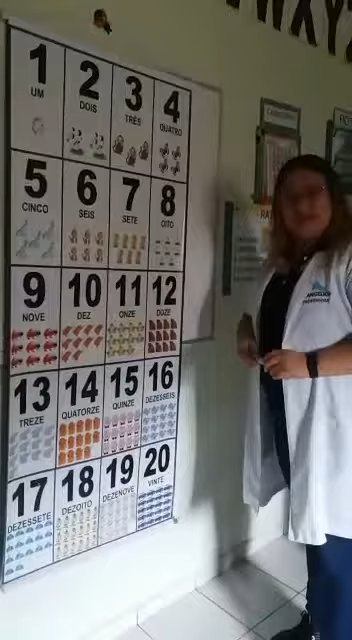 WXYZ
1 2 3 4
UM DOIS TRÊS QUATRO
5 6 7 8
CINCO SEIS SETE OITO
9 10 11 12
NOVE DEZ ONZE DOZE
13 14 15 16
TREZE QUATORZE QUINZE DEZESSEIS
17 18 19 20
DEZESSETE DEZOITO DEZENOVE VINTE